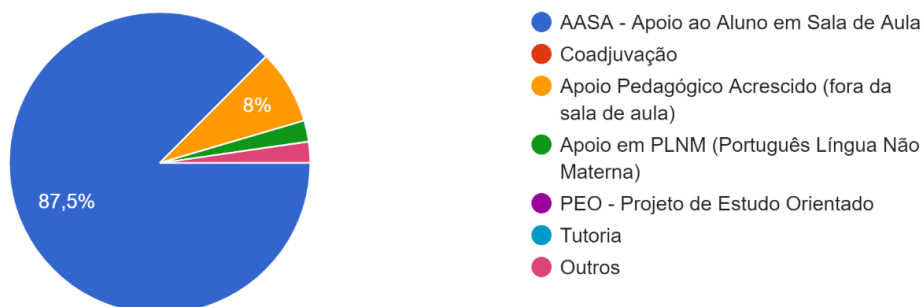 8%
87,5%
AASA - Apoio ao Aluno em Sala de Aula
Coadjuvação
Apoio Pedagógico Acrescido (fora da
sala de aula)
Apoio em PLNM (Português Língua Não
Materna)
PEO - Projeto de Estudo Orientado
Tutoria
Outros